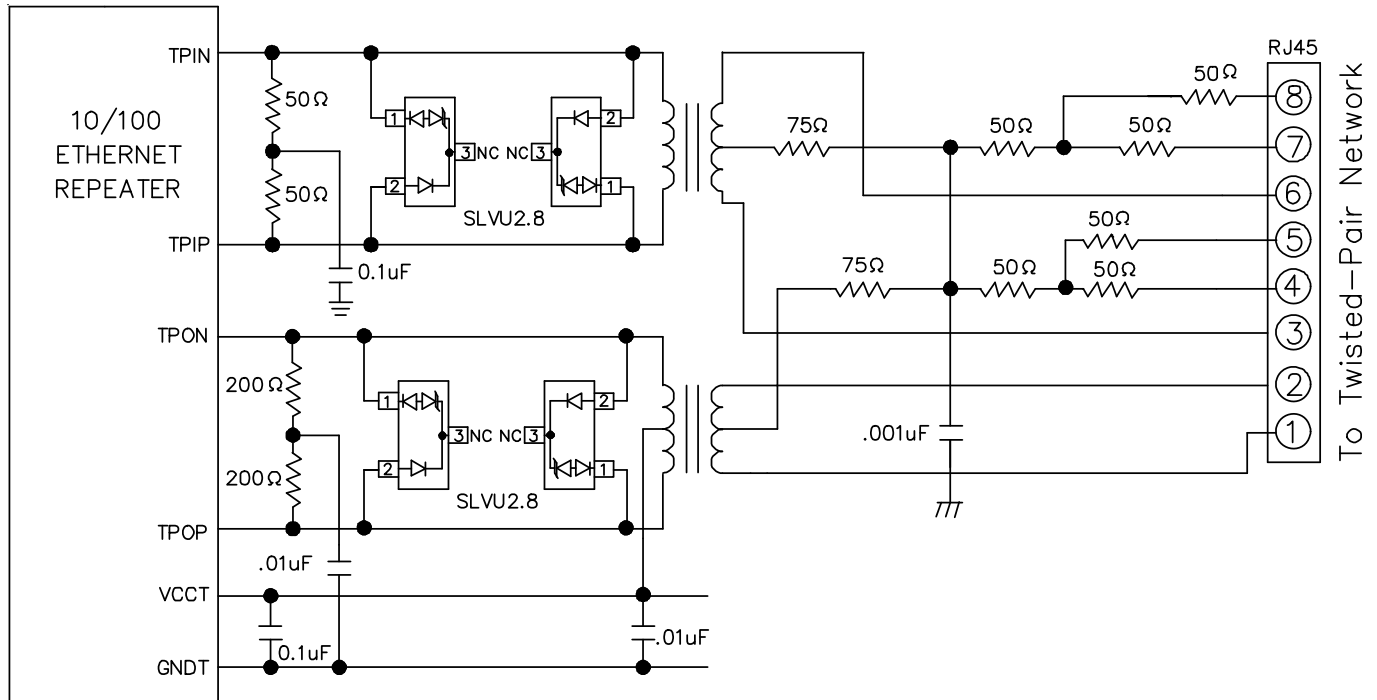 10/100
ETHERNET
REPEATER
TPIN
TPIP
TPON
TPOP
VCCT
GNDT
50Ω
50Ω
0.1uF
1
2
3 NC
NC 3
2
1
SLVU2.8
200Ω
200Ω
.01uF
0.1uF
1
2
3 NC
NC 3
2
1
SLVU2.8
.01uF
75Ω
50Ω
50Ω
50Ω
75Ω
50Ω
50Ω
50Ω
.001uF
RJ45
8
7
6
5
4
3
2
1
To Twisted-Pair Network